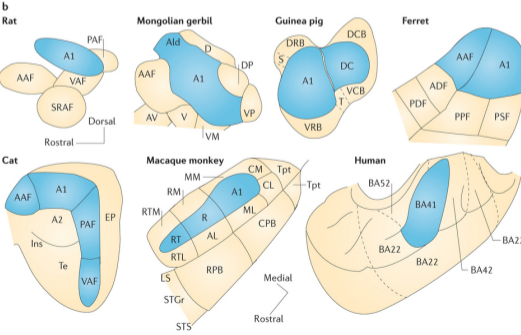 b
Rat
PAF
A1
AAF
VAF
SRAF
Dorsal
Rostral
Mongolian gerbil
AId
D
DP
AAF
A1
AV
V
VP
VM
Guinea pig
DCB
DRB
S
DC
A1
VCB
T
VRB
Ferret
AAF
A1
ADF
PDF
PPF
PSF
Cat
AAF
A1
A2
PAF
EP
Ins
Te
VAF
Macaque monkey
MM
CM
Tpt
RM
A1
CL
Tpt
RTM
R
ML
CPB
RT
AL
RTL
RPB
LS
STGr
STS
Medial
Rostral
Human
BA52
BA41
BA22
BA22
BA42